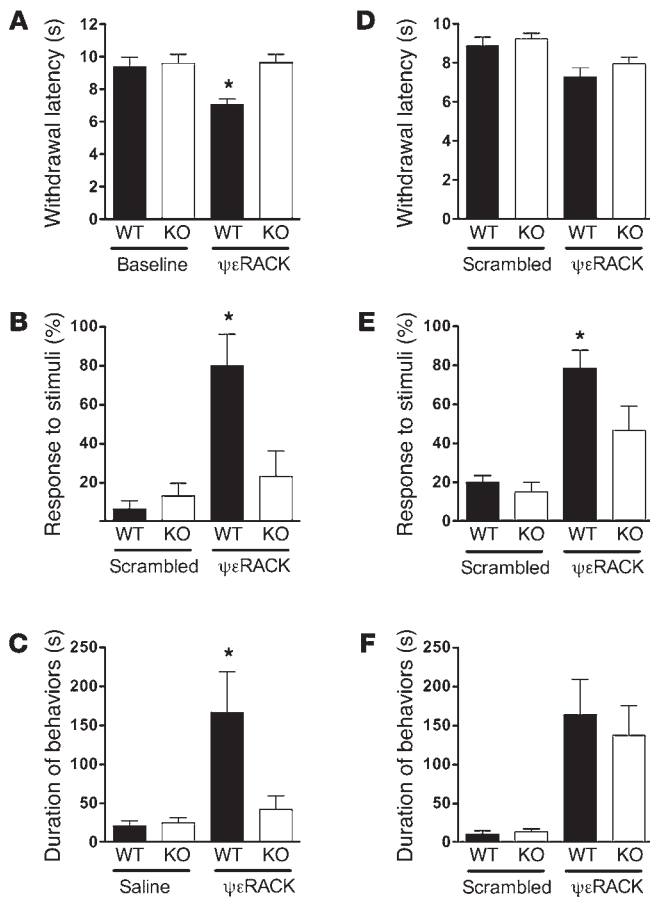 A
Withdrawal latency (s)
12
10
8
6
4
2
0
*
WT KO WT KO
Baseline ψεRACK
D
Withdrawal latency (s)
10
8
6
4
2
0
WT KO WT KO
Scrambled ψεRACK
B
Response to stimuli (%)
100
80
60
40
20
*
WT KO WT KO
Scrambled ψεRACK
E
Response to stimuli (%)
100
80
60
40
20
0
*
WT KO WT KO
Scrambled ψεRACK
C
Duration of behaviors (s)
250
200
150
100
50
0
*
WT KO WT KO
Saline ψεRACK
F
Duration of behaviors (s)
250
200
150
100
50
0
WT KO WT KO
Scrambled ψεRACK